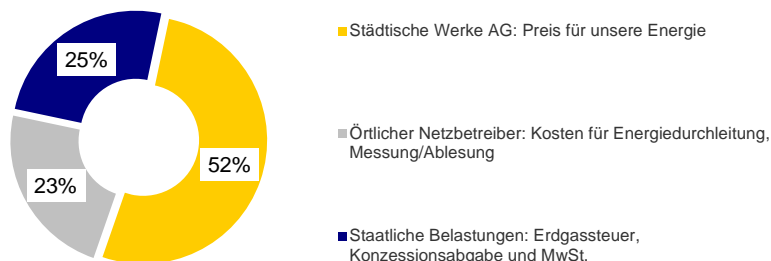 25%
52%
23%
Städtische Werke AG: Preis für unsere Energie
Örtlicher Netzbetreiber: Kosten für Energiedurchleitung,
Messung/Ablesung
Staatliche Belastungen: Erdgassteuer,
Konzessionsabgabe und MwSt.